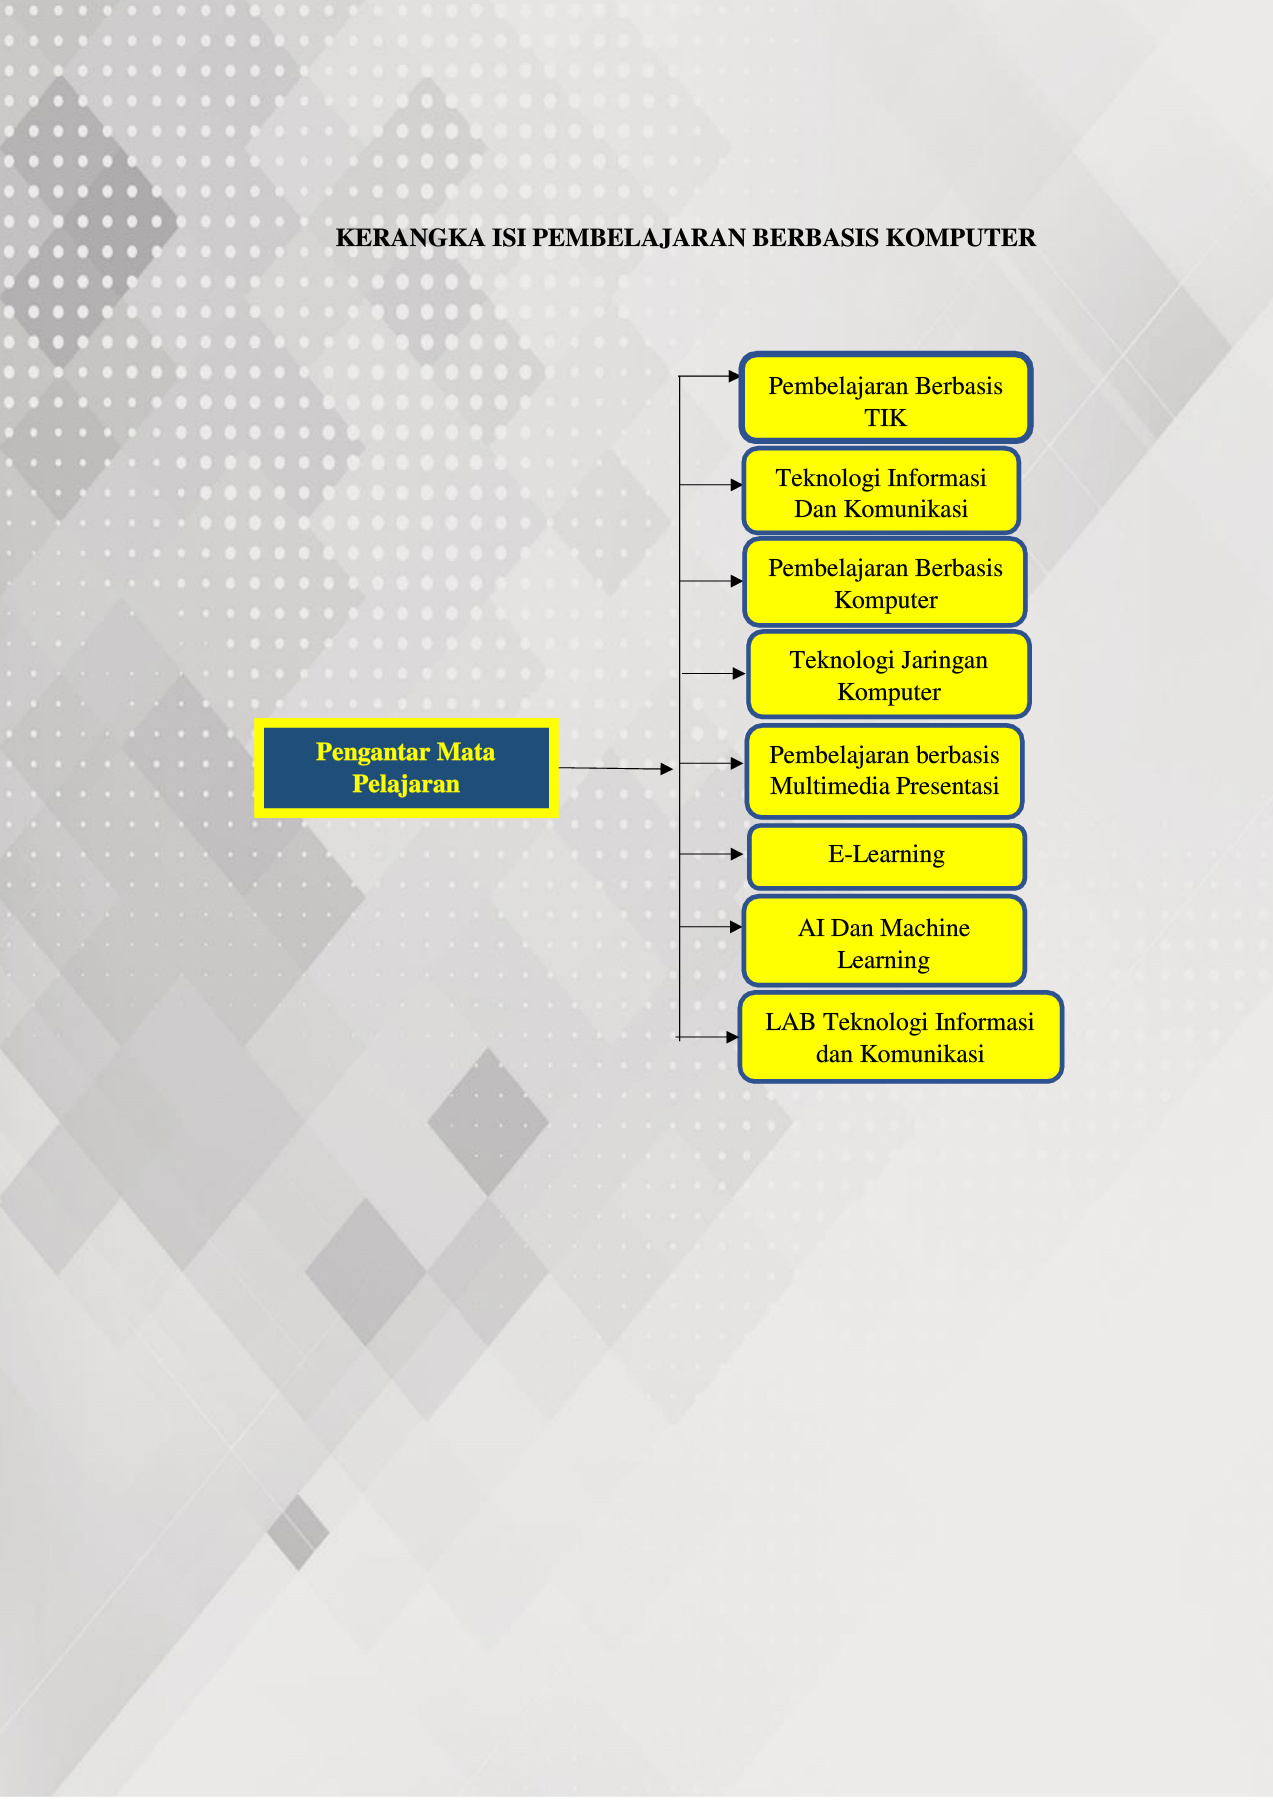 KERANGKA ISI PEMBELAJARAN BERBASIS KOMPUTER
Pembelajaran Berbasis
TIK
Teknologi Informasi
Dan Komunikasi
Pembelajaran Berbasis
Komputer
Teknologi Jaringan
Komputer
Pengantar Mata
Pelajaran
Pembelajaran berbasis
Multimedia Presentasi
E-Learning
AI Dan Machine
Learning
LAB Teknologi Informasi
dan Komunikasi